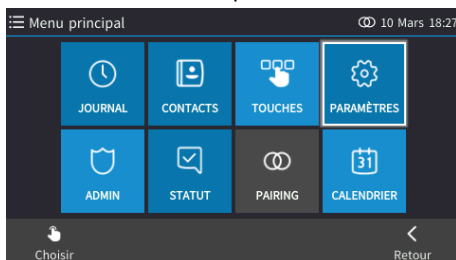 Menu principal
10 Mars 18:27
JOURNAL
CONTACTS
TOUCHES
PARAMÈTRES
31
ADMIN
STATUT
PAIRING
CALENDRIER
Choisir
Retour